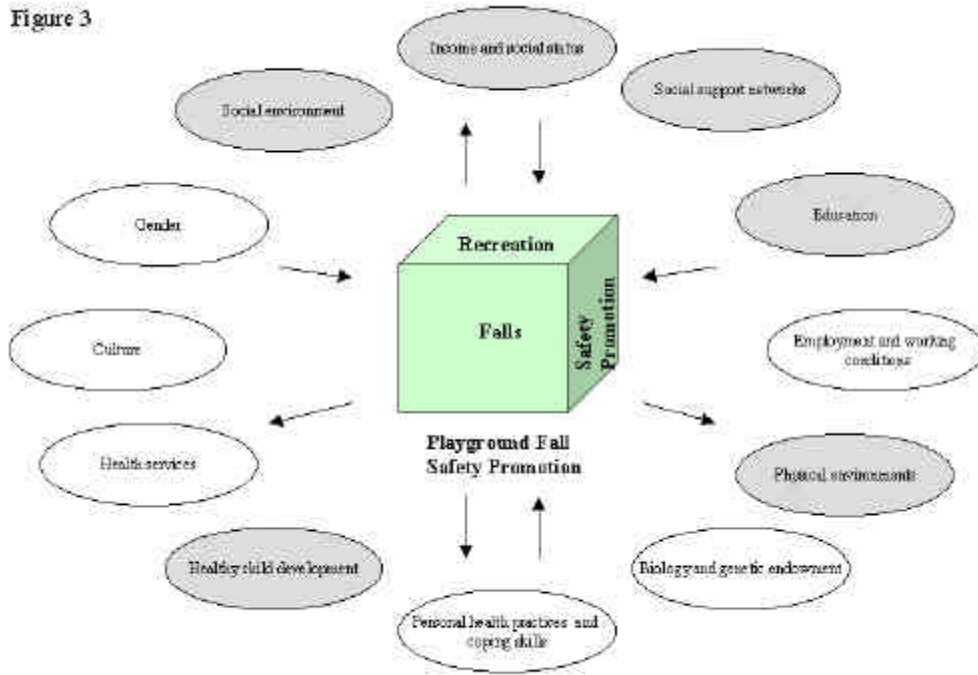 Figure 3
Income and social status
Social support networks
Social environment
Gender
Education
Recreation
Falls
Safety
Promotion
Culture
Employment and working
conditions
Playground Fall
Safety Promotion
Health services
Physical environments
Healthy child development
Biology and genetic endowment
Personal health practices and
coping skills